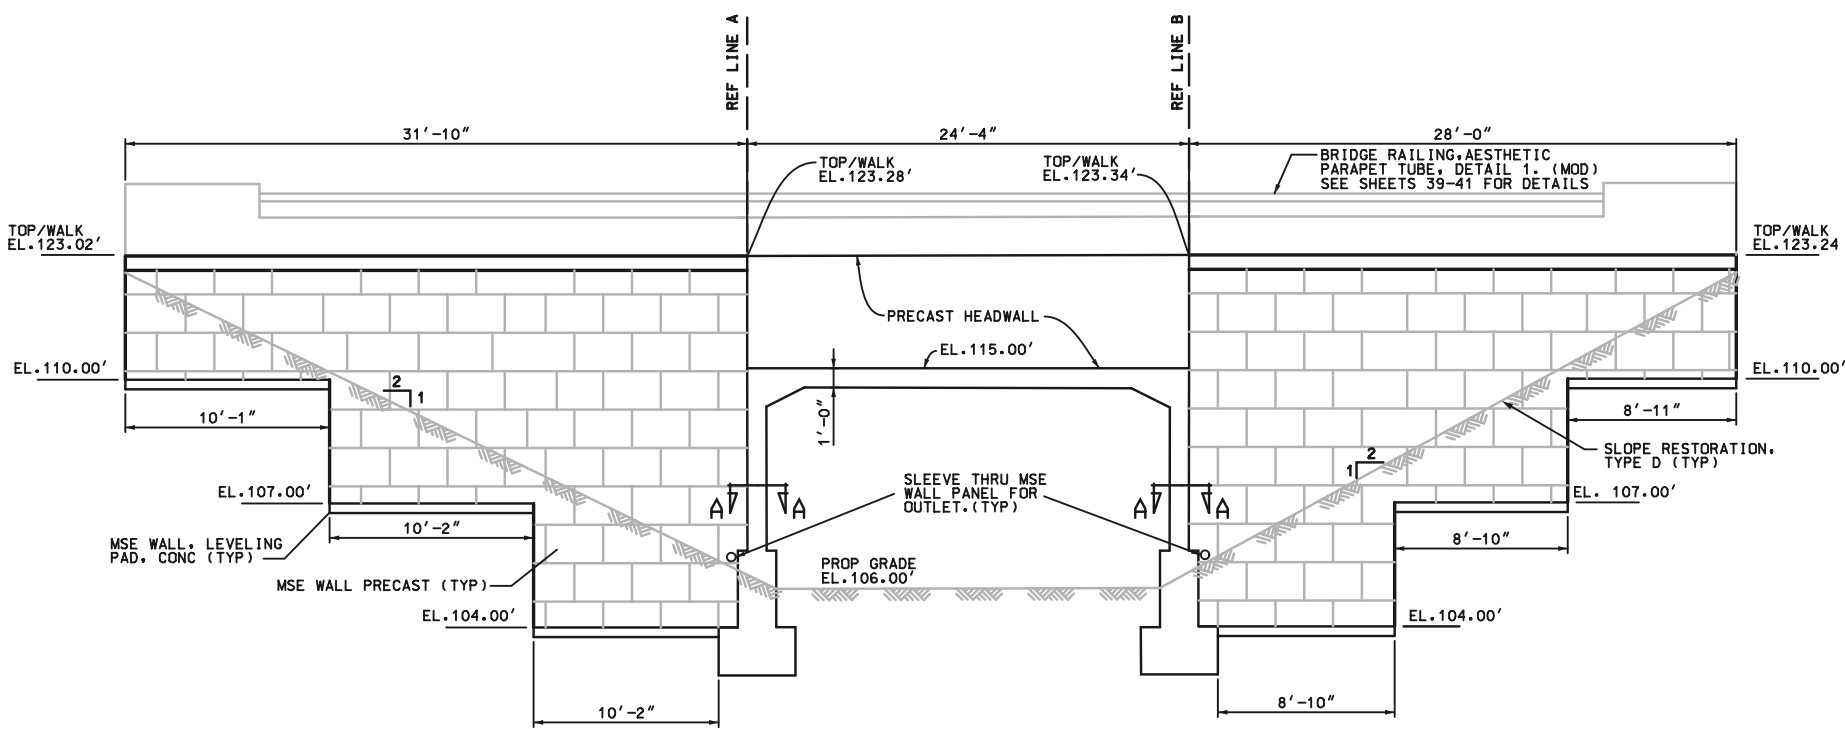 REF LINE A
REF LINE B
31'-10"
24'-4"
28'-0"
TOP/WALK
EL.123.28'
TOP/WALK
EL.123.34'
BRIDGE RAILING,AESTHETIC
PARAPET TUBE, DETAIL 1. (MOD)
SEE SHEETS 39-41 FOR DETAILS
TOP/WALK
EL.123.02'
TOP/WALK
EL.123.24
PRECAST HEADWALL
EL.115.00'
EL.110.00'
EL.110.00'
2
1
1'-0"
10'-1"
8'-11"
SLOPE RESTORATION,
TYPE D (TYP)
2
1
SLEEVE THRU MSE
WALL PANEL FOR
OUTLET.(TYP)
EL.107.00'
EL. 107.00'
A
A
A
A
10'-2"
8'-10"
MSE WALL, LEVELING
PAD, CONC (TYP)
MSE WALL PRECAST (TYP)
PROP GRADE
EL.106.00'
EL.104.00'
EL.104.00'
10'-2"
8'-10"